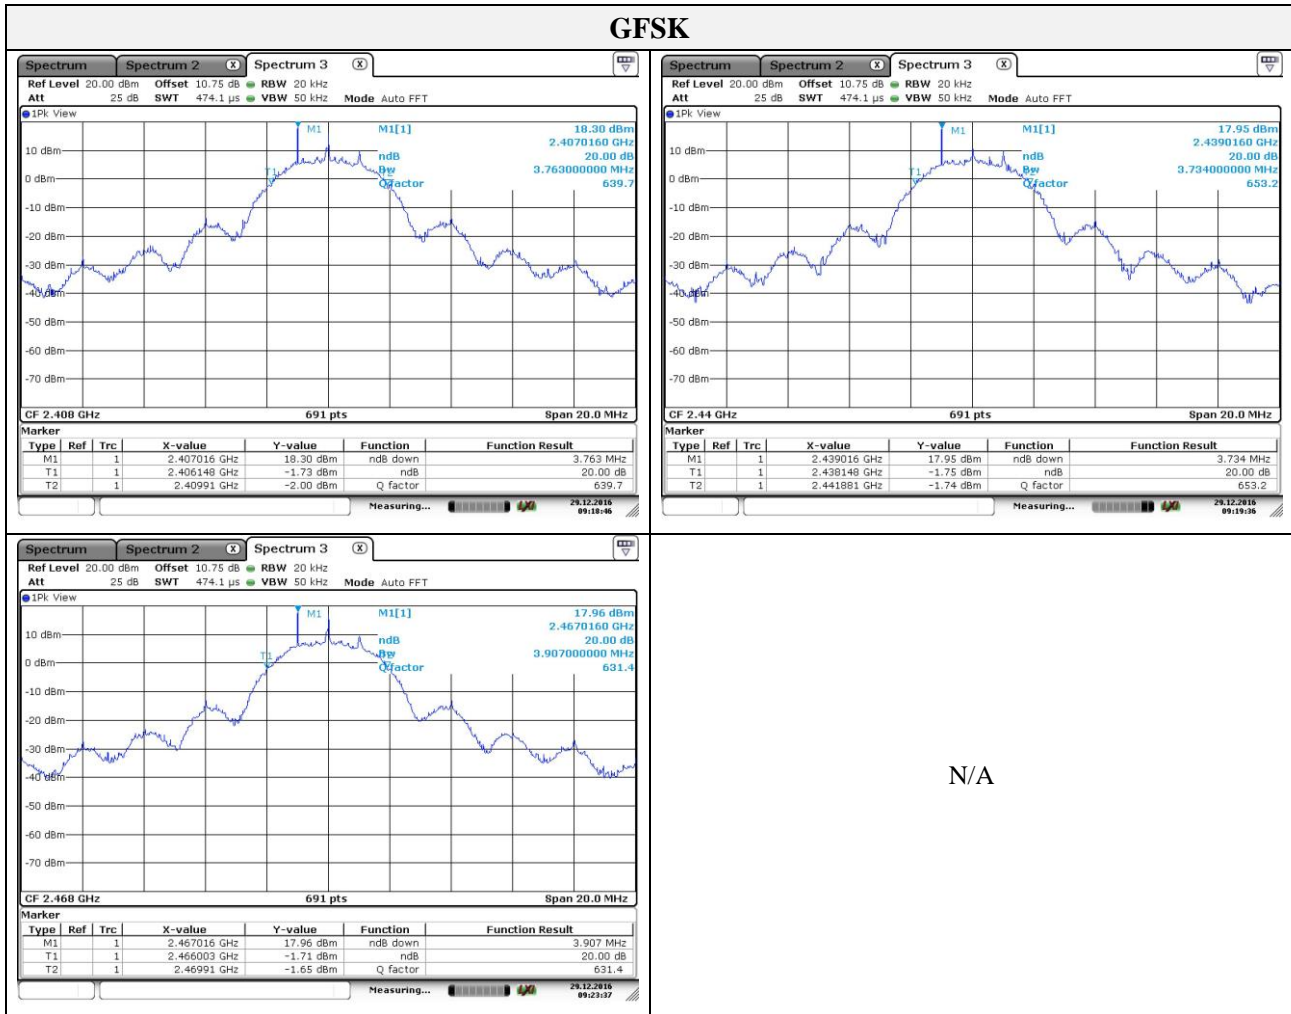 GFSK
Spectrum Spectrum 2 X Spectrum 3 X
Ref Level 20.00 dBm Offset 10.75 dB RBW 20 kHz
Att 25 dB SWT 474.1 µs VBW 50 kHz Mode Auto FFT
1Pk View
M1 M1[1] 18.30 dBm
2.4070160 GHz
10 dBm ndB 20.00 dB
T1 Bw 3.763000000 MHz
0 dBm T2 Q factor 639.7
-10 dBm
-20 dBm
-30 dBm
-40 dBm
-50 dBm
-60 dBm
-70 dBm
CF 2.408 GHz 691 pts Span 20.0 MHz
Marker
Type Ref Trc X-value Y-value Function Function Result
M1 1 2.407016 GHz 18.30 dBm ndB down 3.763 MHz
T1 1 2.406148 GHz -1.73 dBm ndB 20.00 dB
T2 1 2.40991 GHz -2.00 dBm Q factor 639.7
Measuring... LXI 29.12.2016
09:18:46
Spectrum Spectrum 2 X Spectrum 3 X
Ref Level 20.00 dBm Offset 10.75 dB RBW 20 kHz
Att 25 dB SWT 474.1 µs VBW 50 kHz Mode Auto FFT
1Pk View
M1 M1[1] 17.95 dBm
2.4390160 GHz
10 dBm ndB 20.00 dB
T1 Bw 3.734000000 MHz
0 dBm T2 Q factor 653.2
-10 dBm
-20 dBm
-30 dBm
-40 dBm
-50 dBm
-60 dBm
-70 dBm
CF 2.44 GHz 691 pts Span 20.0 MHz
Marker
Type Ref Trc X-value Y-value Function Function Result
M1 1 2.439016 GHz 17.95 dBm ndB down 3.734 MHz
T1 1 2.438148 GHz -1.75 dBm ndB 20.00 dB
T2 1 2.441881 GHz -1.74 dBm Q factor 653.2
Measuring... LXI 29.12.2016
09:19:36
Spectrum Spectrum 2 X Spectrum 3 X
Ref Level 20.00 dBm Offset 10.75 dB RBW 20 kHz
Att 25 dB SWT 474.1 µs VBW 50 kHz Mode Auto FFT
1Pk View
M1 M1[1] 17.96 dBm
2.4670160 GHz
10 dBm ndB 20.00 dB
T1 Bw 3.907000000 MHz
0 dBm T2 Q factor 631.4
-10 dBm
-20 dBm
-30 dBm
-40 dBm
-50 dBm
-60 dBm
-70 dBm
CF 2.468 GHz 691 pts Span 20.0 MHz
Marker
Type Ref Trc X-value Y-value Function Function Result
M1 1 2.467016 GHz 17.96 dBm ndB down 3.907 MHz
T1 1 2.466003 GHz -1.71 dBm ndB 20.00 dB
T2 1 2.46991 GHz -1.65 dBm Q factor 631.4
Measuring... LXI 29.12.2016
09:23:37
N/A